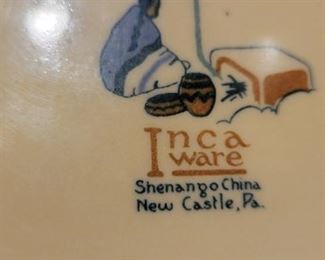 Inca
ware
Shenango China
New Castle, Pa.